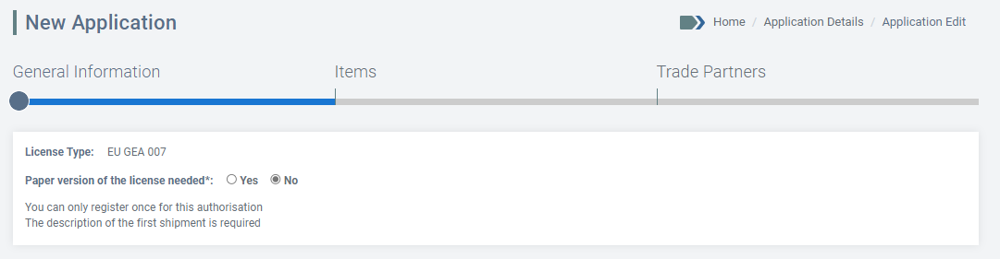 New Application
Home / Application Details / Application Edit
General Information
Items
Trade Partners
License Type: EU GEA 007
Paper version of the license needed*: Yes No
You can only register once for this authorisation
The description of the first shipment is required